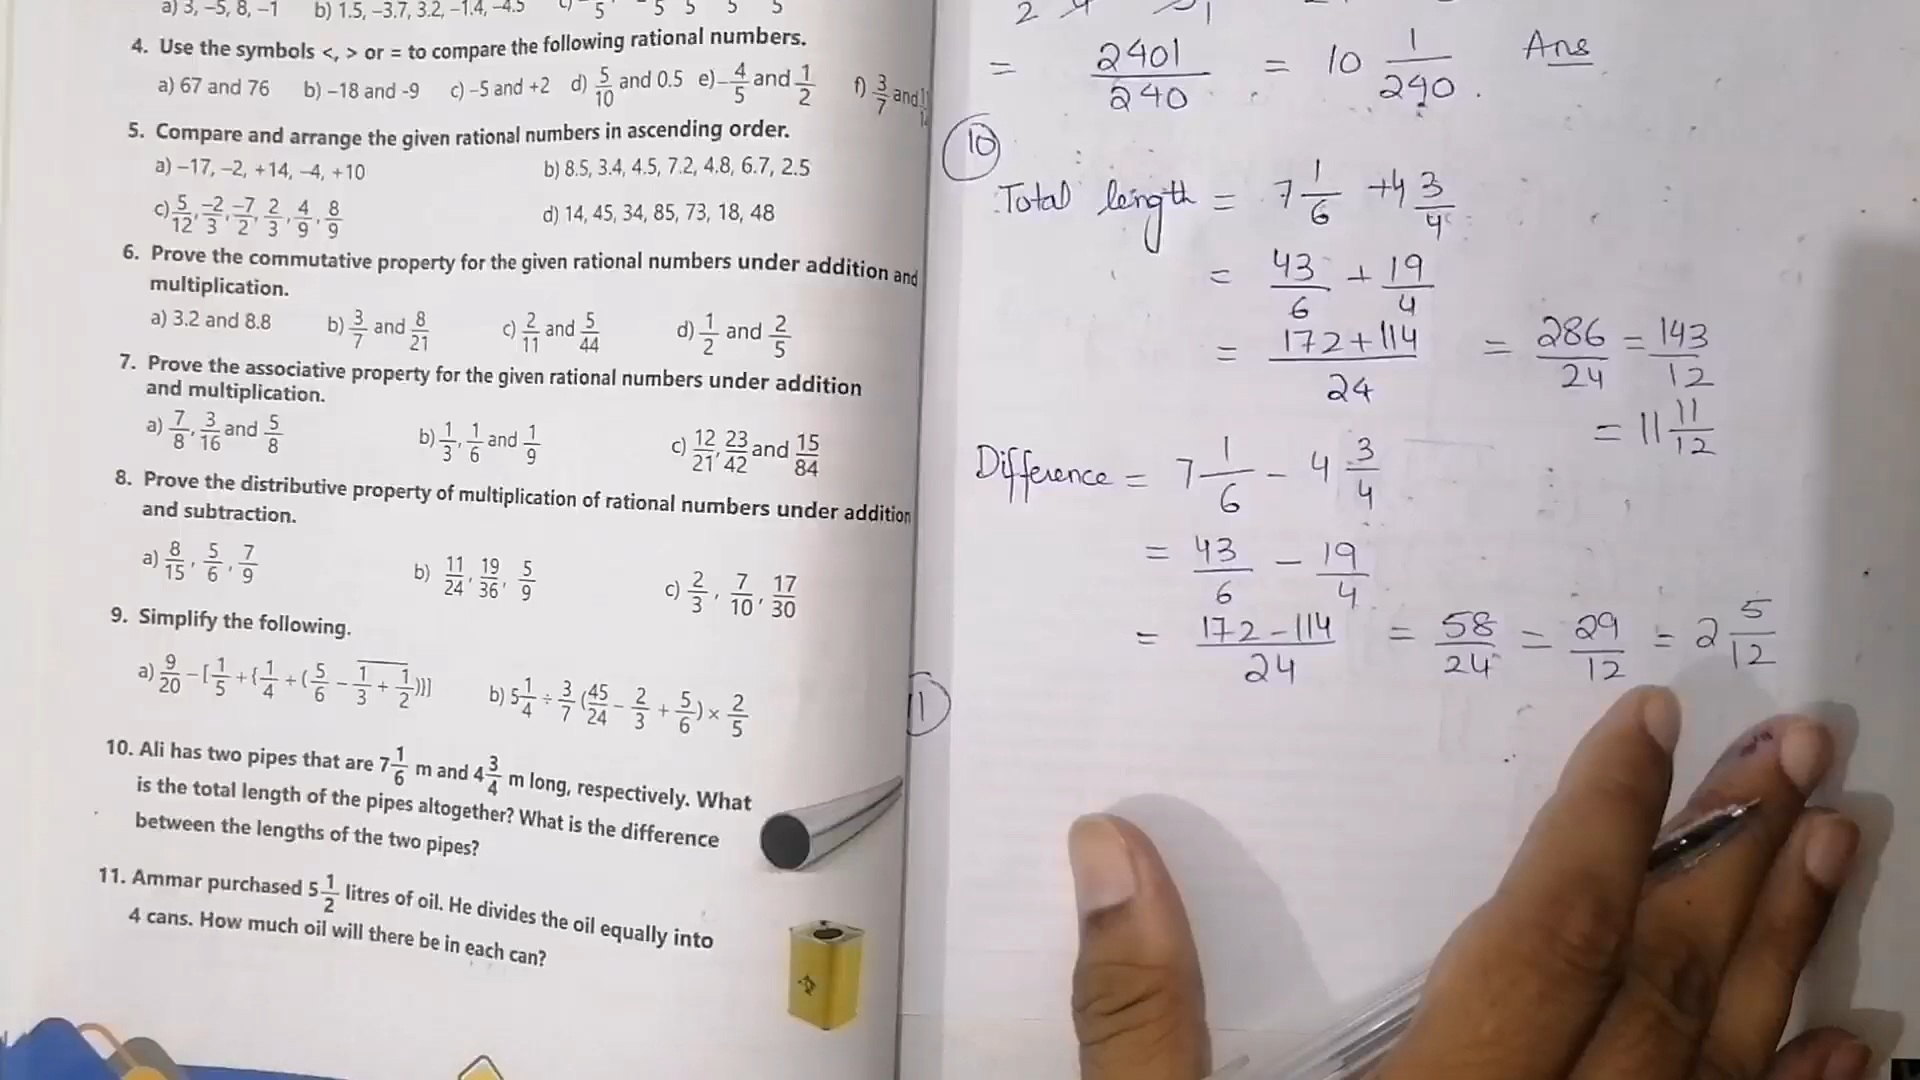 a) 3, –5, 8, –1 b) 1.5, –3.7, 3.2, –1.4, –4.5
4. Use the symbols <, > or = to compare the following rational numbers.
a) 67 and 76 b) –18 and -9 c) –5 and +2 d) 5/10 and 0.5 e) –4/5 and 1/2 f) 3/7 and
5. Compare and arrange the given rational numbers in ascending order.
a) –17, –2, +14, –4, +10 b) 8.5, 3.4, 4.5, 7.2, 4.8, 6.7, 2.5
c) 5/12, –2/3, –7/2, 2/3, 4/9, 8/9 d) 14, 45, 34, 85, 73, 18, 48
6. Prove the commutative property for the given rational numbers under addition and
multiplication.
a) 3.2 and 8.8 b) 3/7 and 8/21 c) 2/11 and 5/44 d) 1/2 and 2/5
7. Prove the associative property for the given rational numbers under addition
and multiplication.
a) 7/8, 3/16 and 5/8 b) 1/3, 1/6 and 1/9 c) 12/21, 23/42 and 15/84
8. Prove the distributive property of multiplication of rational numbers under addition
and subtraction.
a) 8/15, 5/6, 7/9 b) 11/24, 19/36, 5/9 c) 2/3, 7/10, 17/30
9. Simplify the following.
a) 9/20 – [1/5 + {1/4 + (5/6 – 1̅/̅3̅ ̅+̅ ̅1̅/̅2̅)}] b) 5 1/4 ÷ 3/7 (45/24 – 2/3 + 5/6) × 2/5
10. Ali has two pipes that are 7 1/6 m and 4 3/4 m long, respectively. What
is the total length of the pipes altogether? What is the difference
between the lengths of the two pipes?
11. Ammar purchased 5 1/2 litres of oil. He divides the oil equally into
4 cans. How much oil will there be in each can?
= 2401/240 = 10 1/240 . Ans
10
Total length = 7 1/6 + 4 3/4
= 43/6 + 19/4
= 172+114/24 = 286/24 = 143/12
= 11 11/12
Difference = 7 1/6 – 4 3/4
= 43/6 – 19/4
= 172–114/24 = 58/24 = 29/12 = 2 5/12